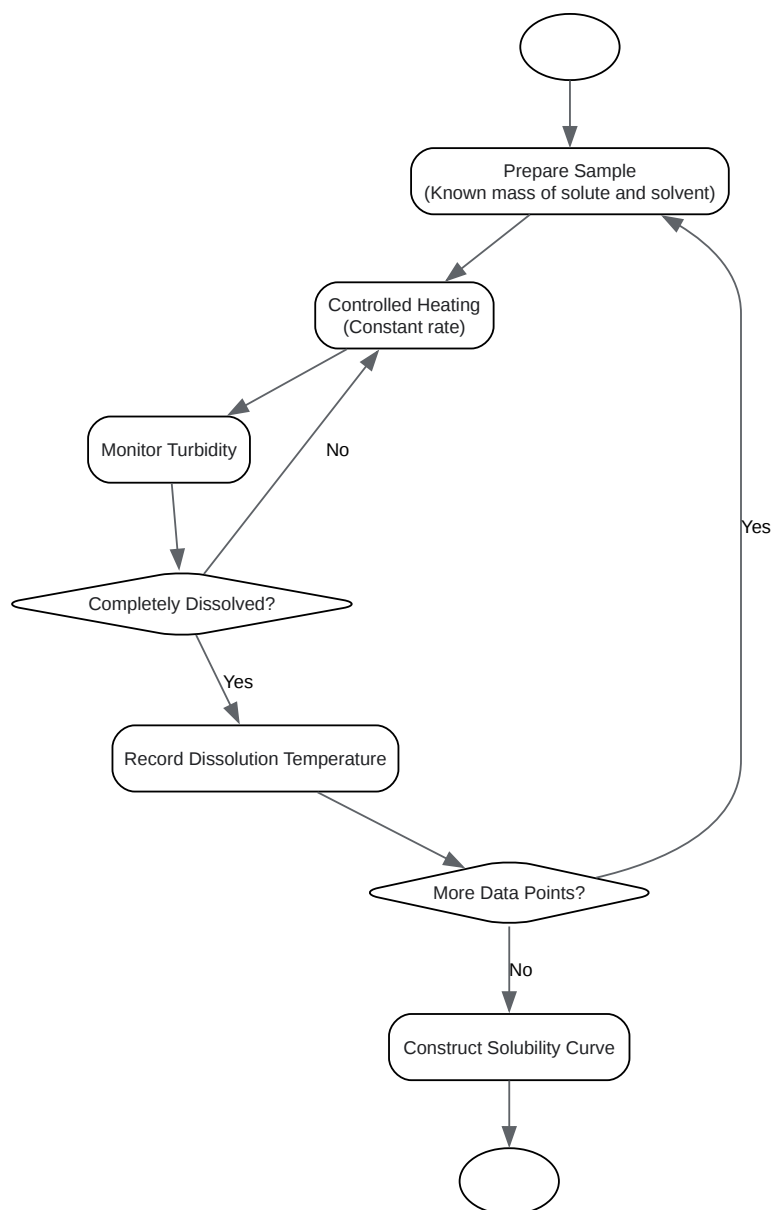 Prepare Sample
(Known mass of solute and solvent)
Controlled Heating
(Constant rate)
Monitor Turbidity
No
Yes
Completely Dissolved?
Yes
Record Dissolution Temperature
More Data Points?
No
Construct Solubility Curve